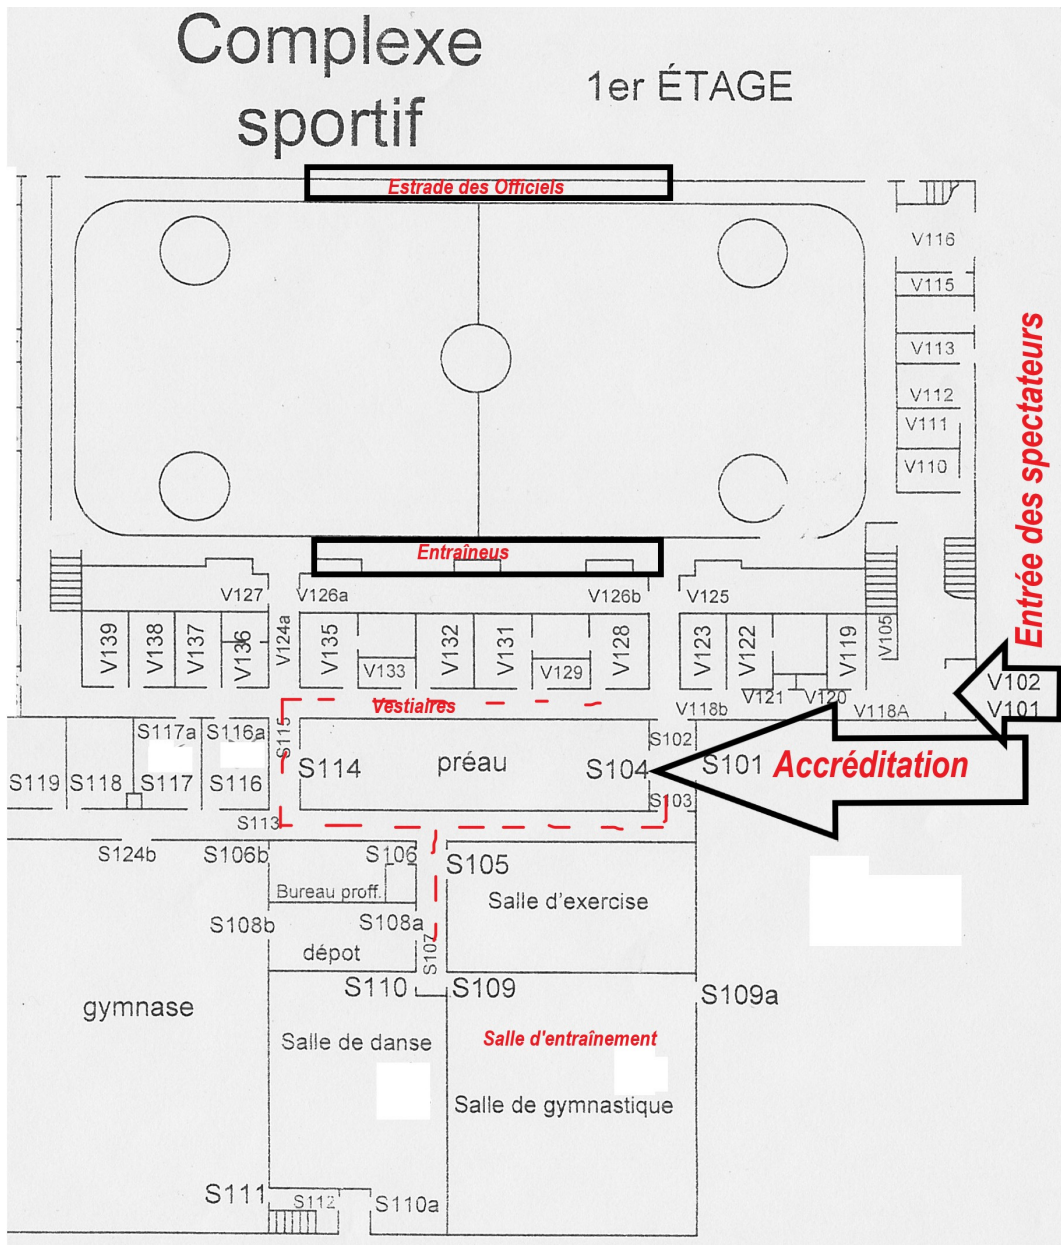 Complexe
sportif
1er ÉTAGE
Estrade des Officiels
V116
V115
V113
V112
V111
V110
Entrée des spectateurs
Entraîneus
V127
V126a
V126b
V125
V139
V138
V137
V136
V124a
V135
V133
V132
V131
V129
V128
V123
V122
V121
V120
V119
V105
V102
V101
Vestiaires
V118b
V118A
S117a
S116a
S115
S102
S119
S118
S117
S116
S114
préau
S104
S101
Accréditation
S103
S113
S124b
S106b
S106
S105
Bureau proff.
Salle d'exercise
S108b
S108a
dépot
S107
S110
S109
S109a
gymnase
Salle de danse
Salle d'entraînement
Salle de gymnastique
S111
S112
S110a